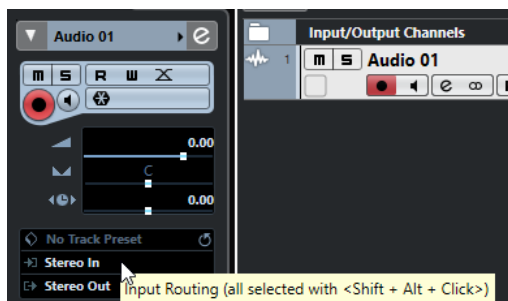 Audio 01
m S R W
0.00
C
0.00
No Track Preset
Stereo In
Stereo Out
Input/Output Channels
1 m S Audio 01
e
Input Routing (all selected with <Shift + Alt + Click>)